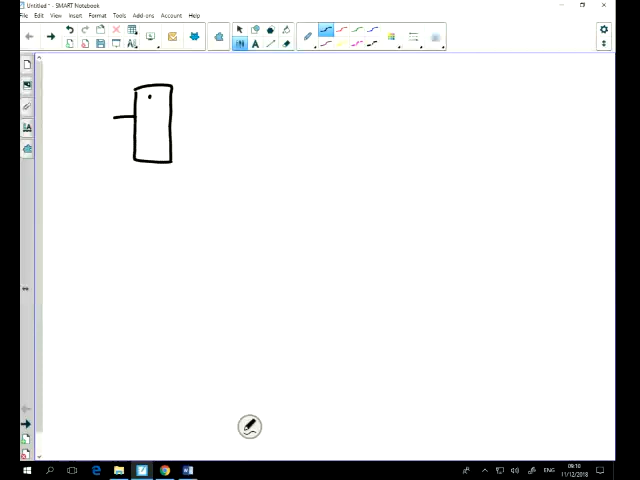 Untitled * - SMART Notebook
File Edit View Insert Format Tools Add-ons Account Help
ENG
09:10
11/12/2018